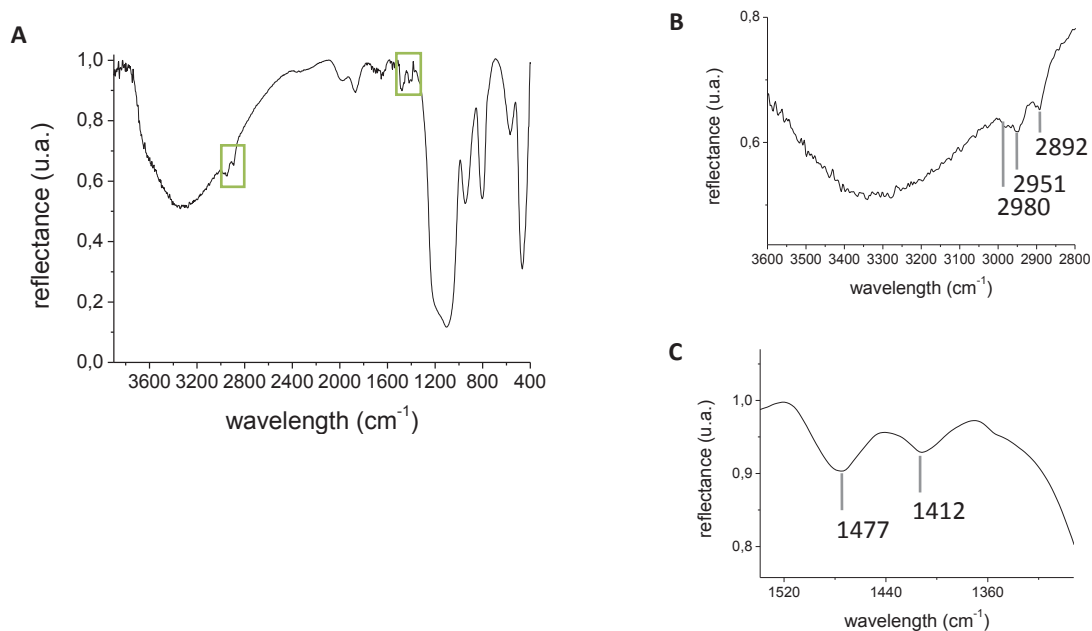 A
reflectance (u.a.)
1,0
0,8
0,6
0,4
0,2
0,0
3600 3200 2800 2400 2000 1600 1200 800 400
wavelength (cm-1)
B
reflectance (u.a.)
0,8
0,6
2892
2951
2980
3600 3500 3400 3300 3200 3100 3000 2900 2800
wavelength (cm-1)
C
reflectance (u.a.)
1,0
0,9
0,8
1477
1412
1520 1440 1360
wavelength (cm-1)